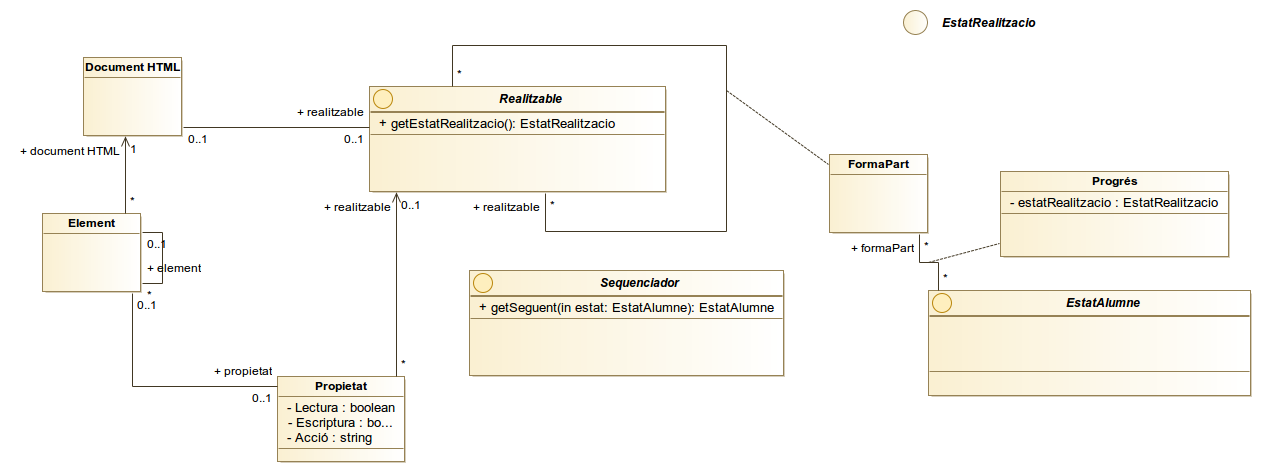 EstatRealitzacio
Document HTML
*
Realitzable
+ realitzable
+ getEstatRealitzacio(): EstatRealitzacio
0..1
0..1
+ document HTML
1
FormaPart
Progrés
- estatRealitzacio : EstatRealitzacio
*
+ realitzable
0..1
+ realitzable
*
Element
0..1
+ element
*
0..1
+ formaPart
*
*
Sequenciador
+ getSeguent(in estat: EstatAlumne): EstatAlumne
EstatAlumne
*
+ propietat
0..1
Propietat
- Lectura : boolean
- Escriptura : bo...
- Acció : string